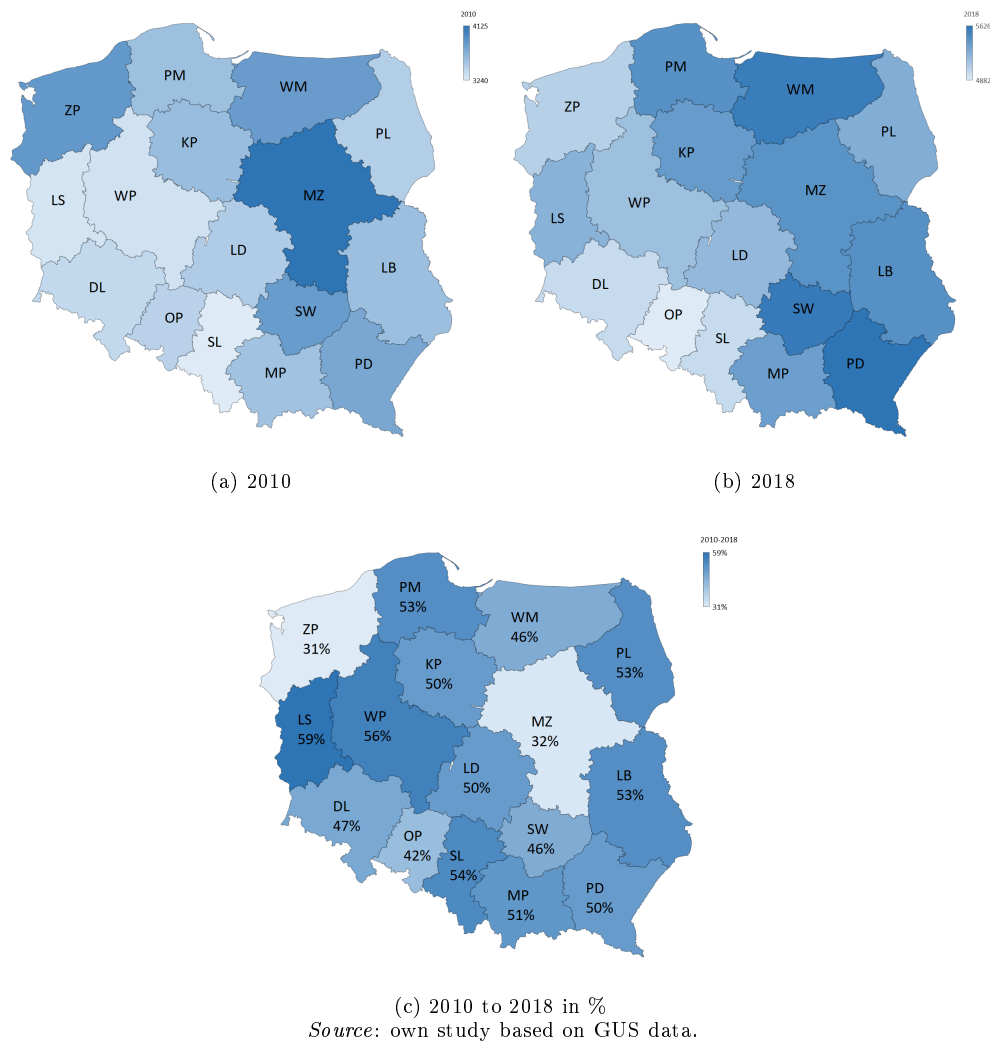 2010
4125
3240
PM
WM
ZP
PL
KP
LS
WP
MZ
LD
LB
DL
OP
SW
SL
MP
PD
(a) 2010
2018
5626
4882
PM
WM
ZP
PL
KP
MZ
WP
LS
LD
LB
DL
OP
SW
SL
MP
PD
(b) 2018
2010-2018
59%
31%
PM
53%
WM
46%
ZP
31%
PL
53%
KP
50%
LS
59%
WP
56%
MZ
32%
LD
50%
LB
53%
DL
47%
OP
42%
SW
46%
SL
54%
MP
51%
PD
50%
(c) 2010 to 2018 in %
Source: own study based on GUS data.